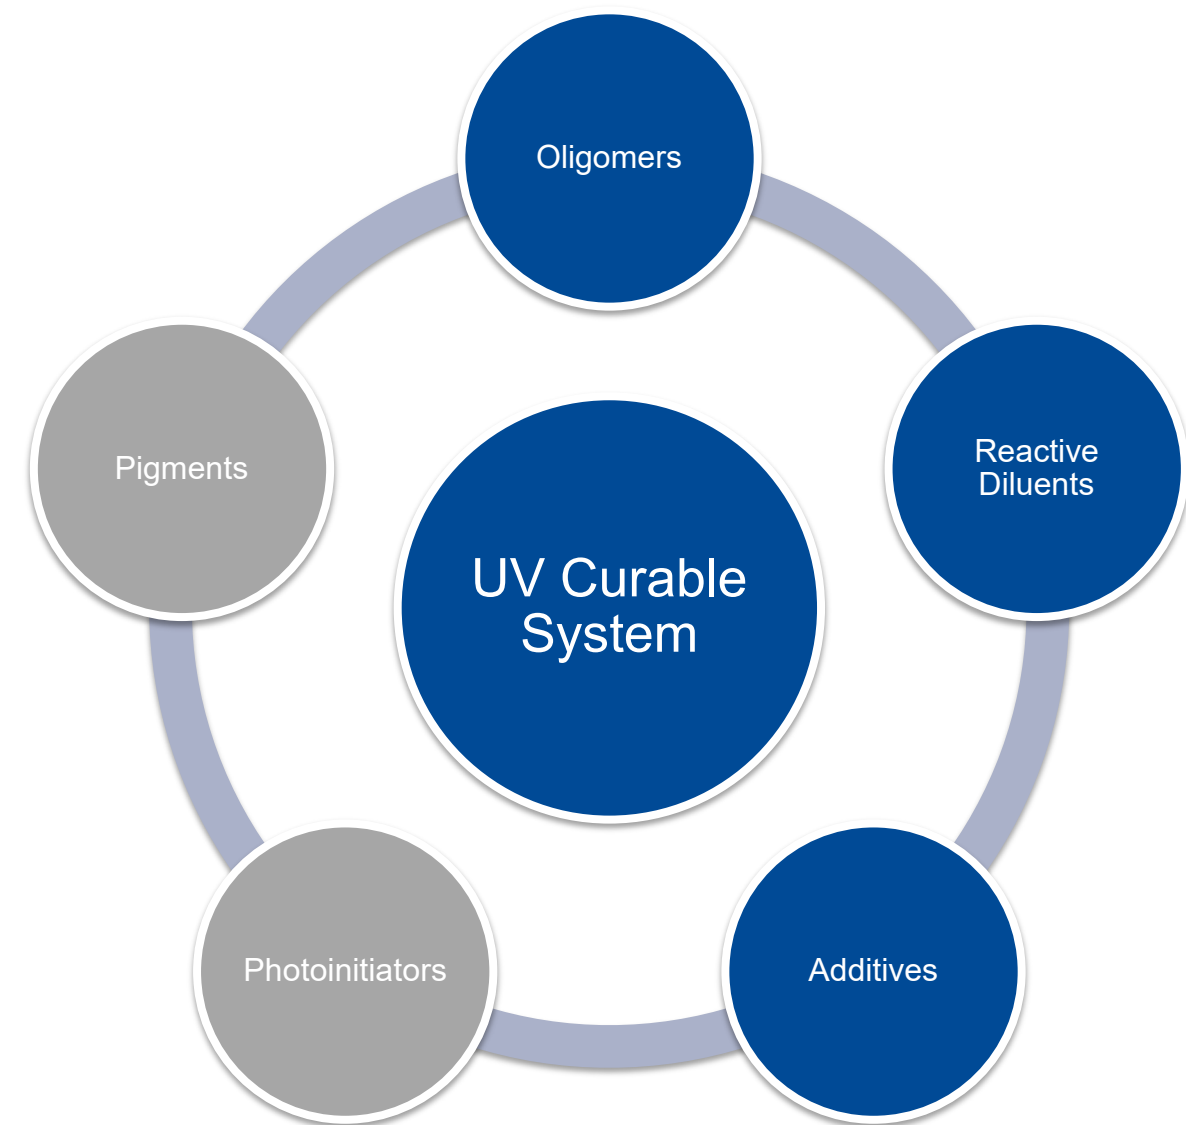 Oligomers
Reactive
Diluents
Pigments
UV Curable
System
Photoinitiators
Additives